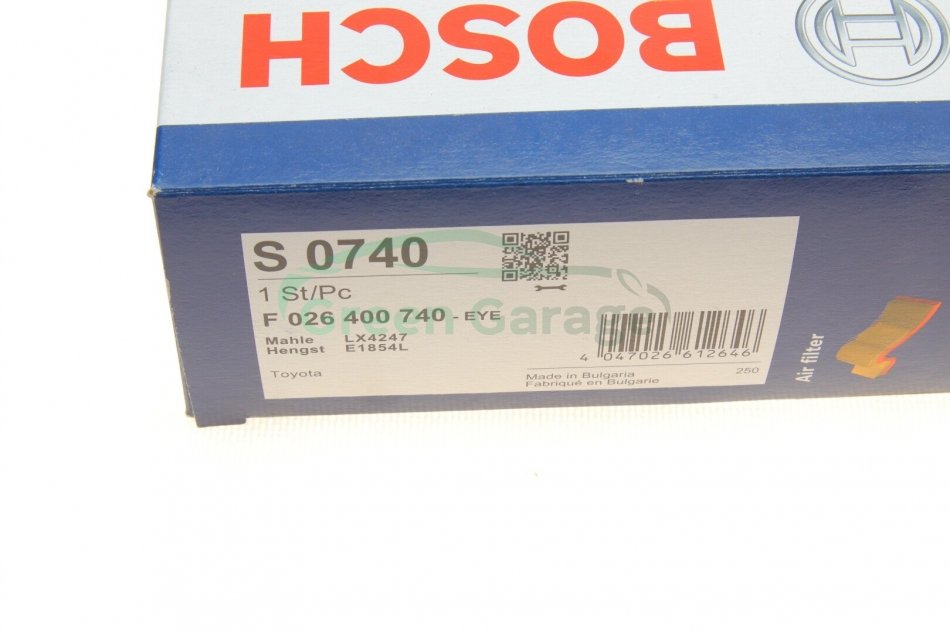 BOSCH
S 0740
1 St/Pc
F 026 400 740 - EYE
Green Garage
Mahle LX4247
Hengst E1854L
4 047026 612646
Toyota
Made in Bulgaria 250
Fabriqué en Bulgarie
Air filter